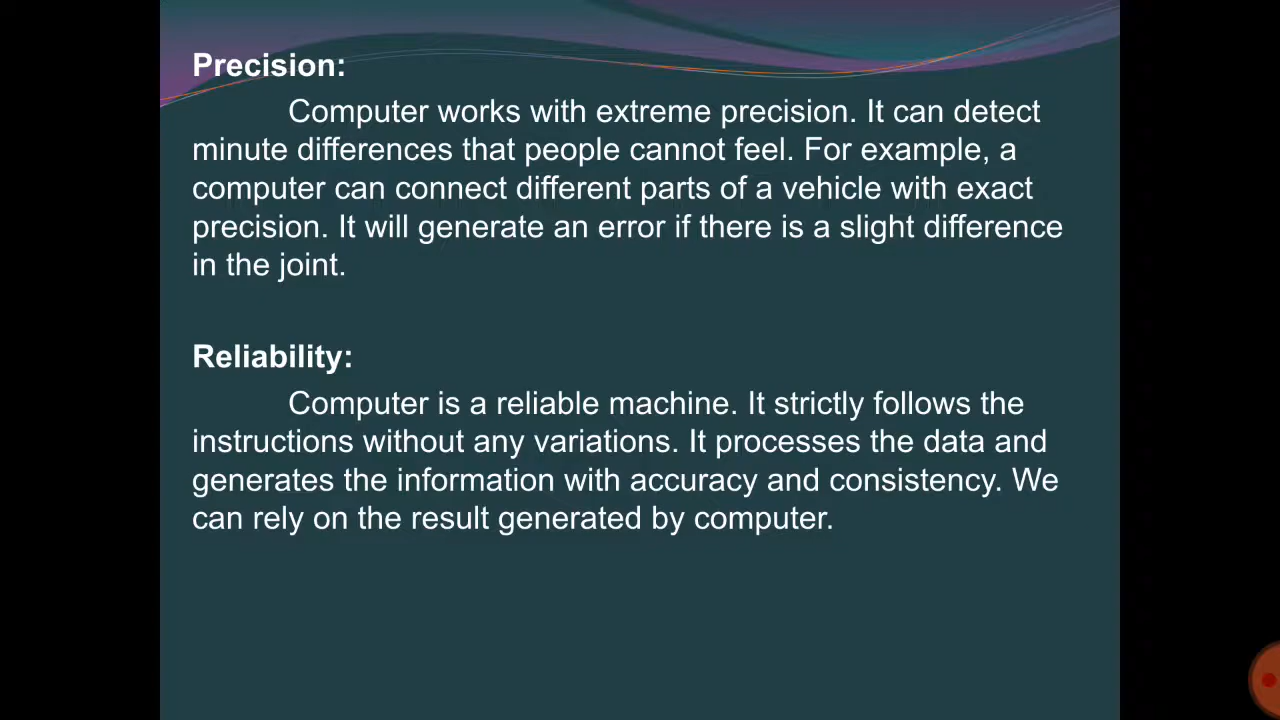 Precision:
Computer works with extreme precision. It can detect
minute differences that people cannot feel. For example, a
computer can connect different parts of a vehicle with exact
precision. It will generate an error if there is a slight difference
in the joint.
Reliability:
Computer is a reliable machine. It strictly follows the
instructions without any variations. It processes the data and
generates the information with accuracy and consistency. We
can rely on the result generated by computer.